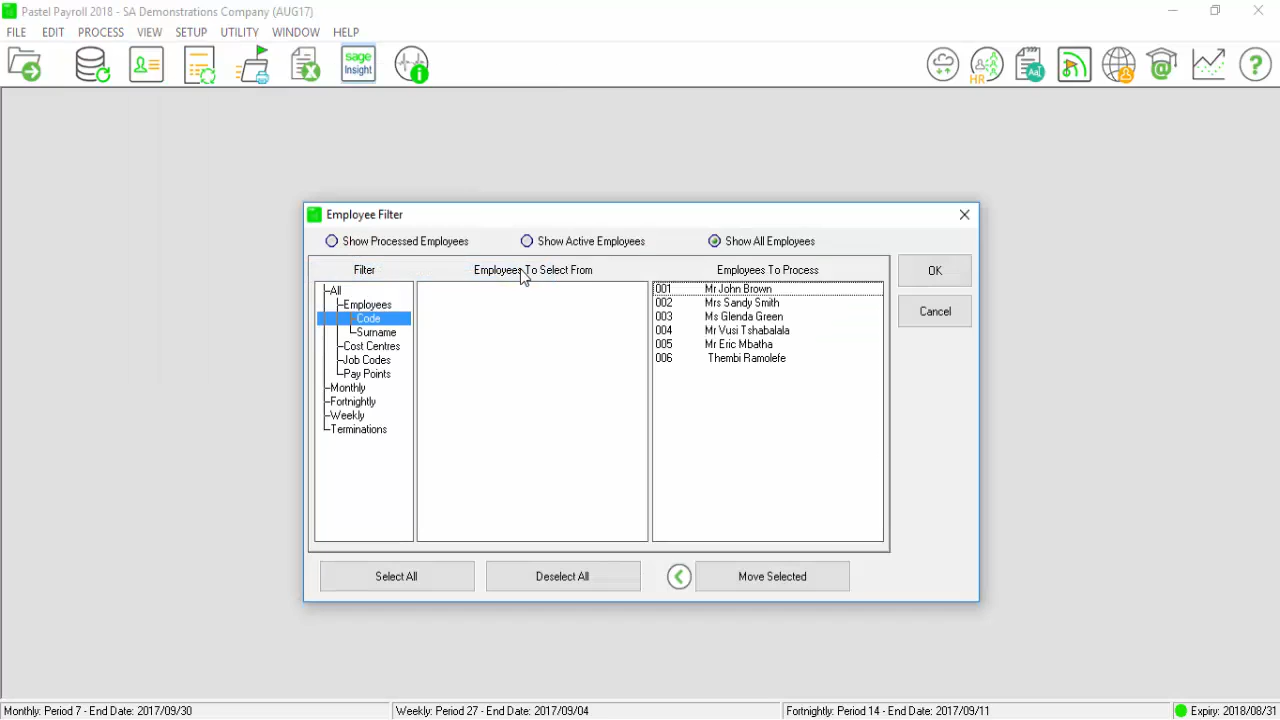 Pastel Payroll 2018 - SA Demonstrations Company (AUG17)
FILE EDIT PROCESS VIEW SETUP UTILITY WINDOW HELP
sage
Insight
HR
Aa
Employee Filter
Show Processed Employees Show Active Employees Show All Employees
Filter Employees To Select From Employees To Process
OK
Cancel
All
Employees
Code
Surname
Cost Centres
Job Codes
Pay Points
Monthly
Fortnightly
Weekly
Terminations
001 Mr John Brown
002 Mrs Sandy Smith
003 Ms Glenda Green
004 Mr Vusi Tshabalala
005 Mr Eric Mbatha
006 Thembi Ramolefe
Select All Deselect All Move Selected
Monthly: Period 7 - End Date: 2017/09/30 Weekly: Period 27 - End Date: 2017/09/04 Fortnightly: Period 14 - End Date: 2017/09/11 Expiry: 2018/08/31